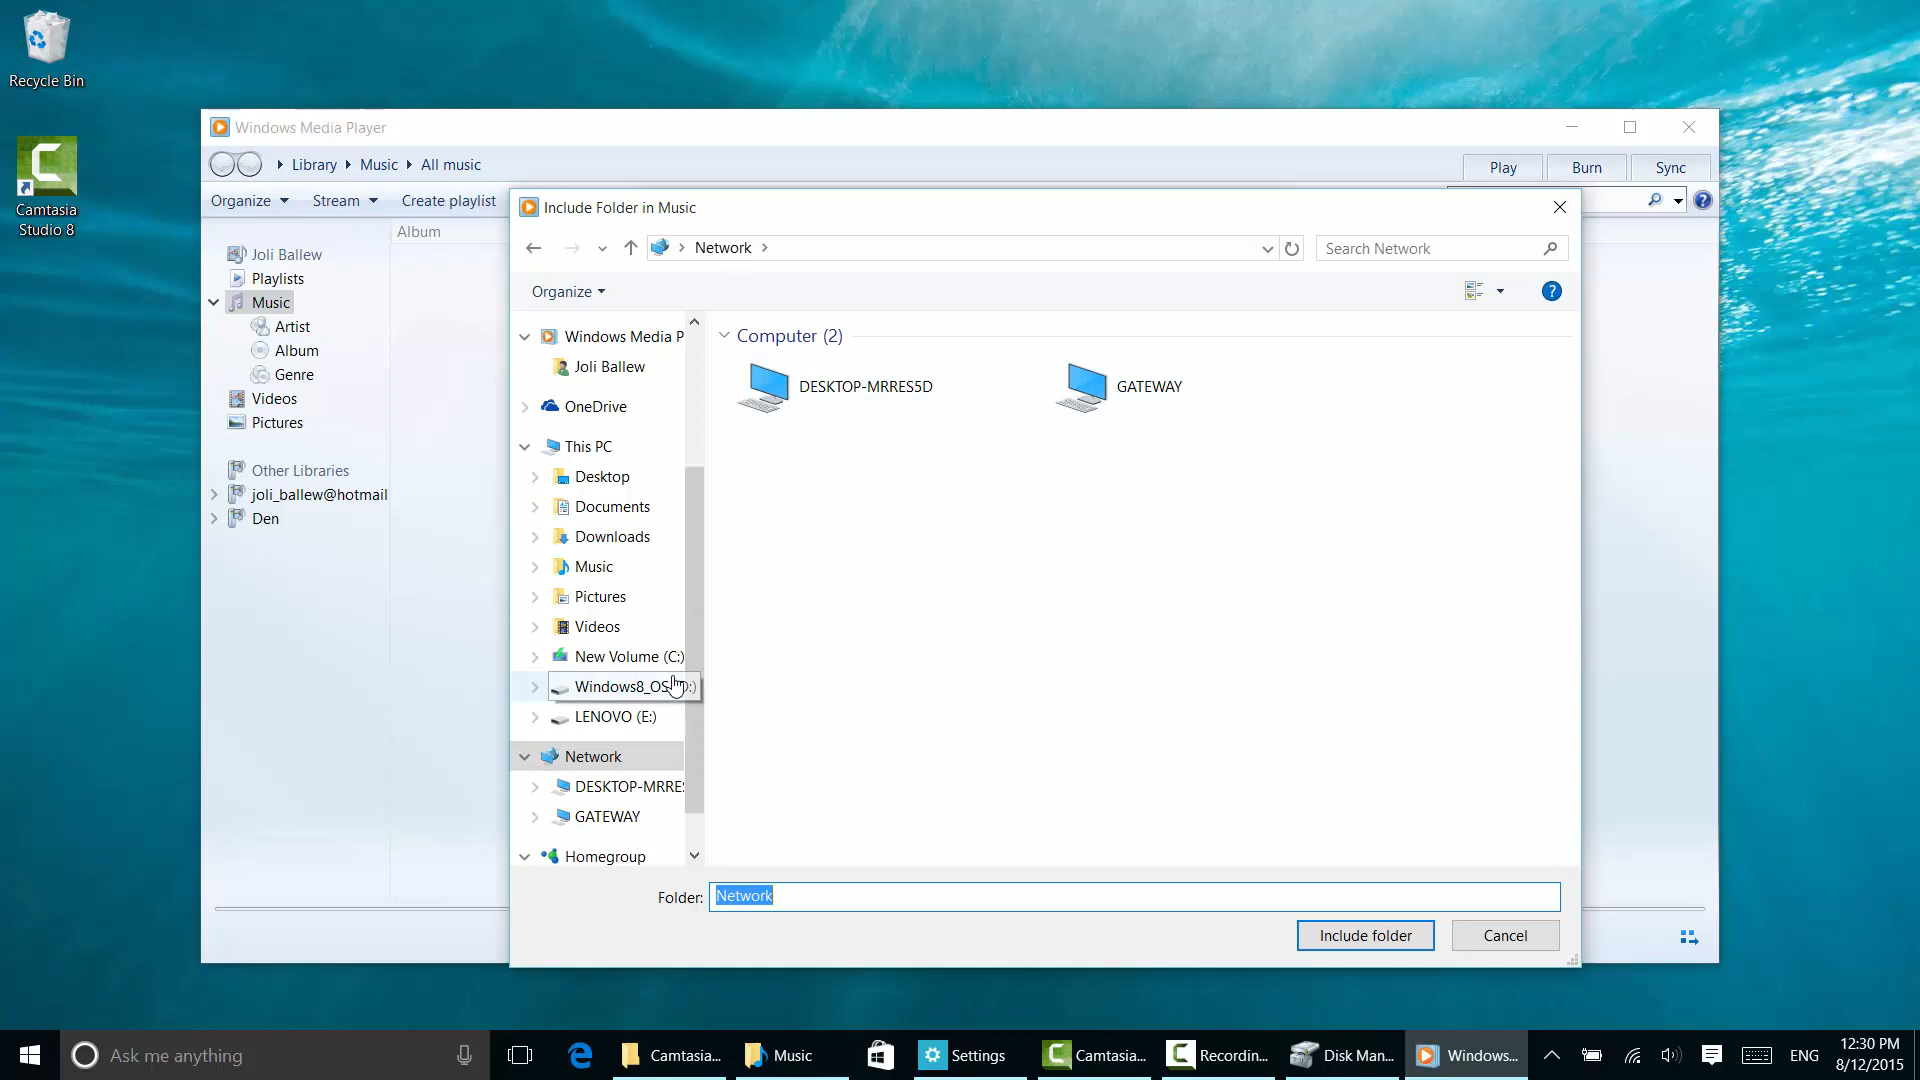 Recycle Bin
Camtasia
Studio 8
Windows Media Player
Library
Music
All music
Play
Burn
Sync
Organize
Stream
Create playlist
Album
Joli Ballew
Playlists
Music
Artist
Album
Genre
Videos
Pictures
Other Libraries
joli_ballew@hotmail
Den
Include Folder in Music
Network
Search Network
Organize
Windows Media P
Joli Ballew
OneDrive
This PC
Desktop
Documents
Downloads
Music
Pictures
Videos
New Volume (C:)
Windows8_OS :)
LENOVO (E:)
Network
DESKTOP-MRRES
GATEWAY
Homegroup
Computer (2)
DESKTOP-MRRES5D
GATEWAY
Folder:
Network
Include folder
Cancel
Ask me anything
Camtasia...
Music
Settings
Camtasia...
Recordin...
Disk Man...
Windows...
ENG
12:30 PM
8/12/2015